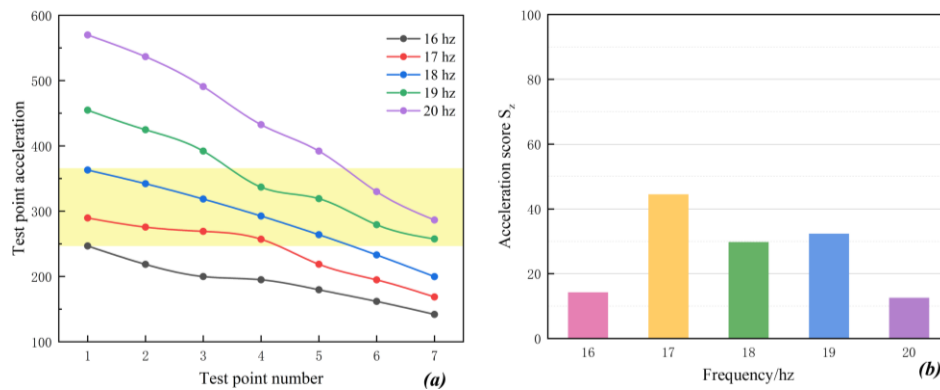 600
500
400
300
200
100
Test point acceleration
16 hz
17 hz
18 hz
19 hz
20 hz
1 2 3 4 5 6 7
Test point number
(a)
100
80
60
40
20
0
Acceleration score S_z
16 17 18 19 20
Frequency/hz
(b)